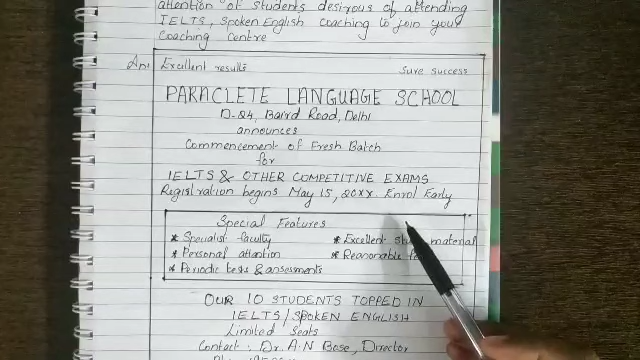 attention of students desirous of attending
IELTS, Spoken English coaching to join your
Coaching Centre
Ans: Excellent results Sure success
PARACLETE LANGUAGE SCHOOL
D-24, Baird Road, Delhi
announces
Commencement of Fresh Batch
for
IELTS & OTHER COMPETITIVE EXAMS
Registration begins May 15, 20XX. Enrol Early
Special Features
* Specialist faculty * Excellent material
* Personal attention * Reasonable
* Periodic tests & assessments
OUR 10 STUDENTS TOPPED IN
IELTS/SPOKEN ENGLISH
Limited Seats
Contact: Dr. A.N Bose, Director